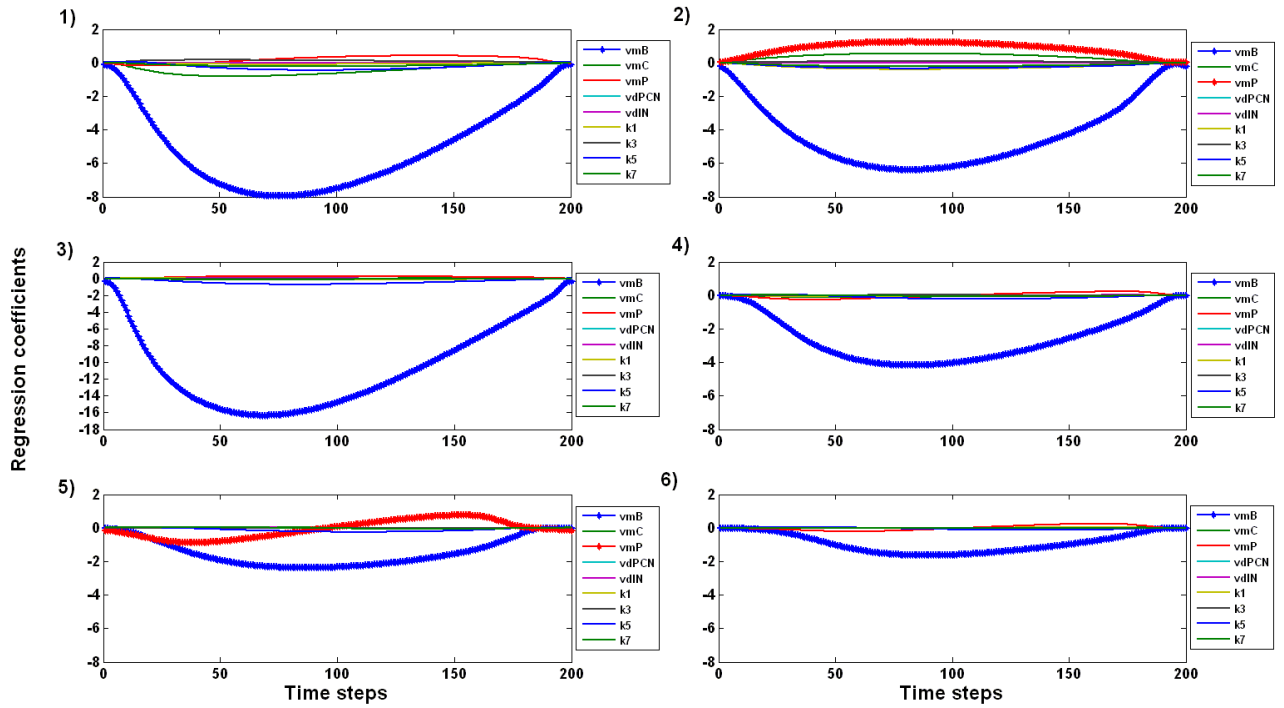 1)
2
0
-2
-4
-6
-8
0
50
100
150
200
vmB
vmC
vmP
vdPCN
vdIN
k1
k3
k5
k7
2)
2
0
-2
-4
-6
-8
0
50
100
150
200
vmB
vmC
vmP
vdPCN
vdIN
k1
k3
k5
k7
Regression coefficients
3)
2
0
-2
-4
-6
-8
-10
-12
-14
-16
-18
0
50
100
150
200
vmB
vmC
vmP
vdPCN
vdIN
k1
k3
k5
k7
4)
2
0
-2
-4
-6
-8
0
50
100
150
200
vmB
vmC
vmP
vdPCN
vdIN
k1
k3
k5
k7
5)
2
0
-2
-4
-6
-8
0
50
100
150
200
Time steps
vmB
vmC
vmP
vdPCN
vdIN
k1
k3
k5
k7
6)
2
0
-2
-4
-6
-8
0
50
100
150
200
Time steps
vmB
vmC
vmP
vdPCN
vdIN
k1
k3
k5
k7